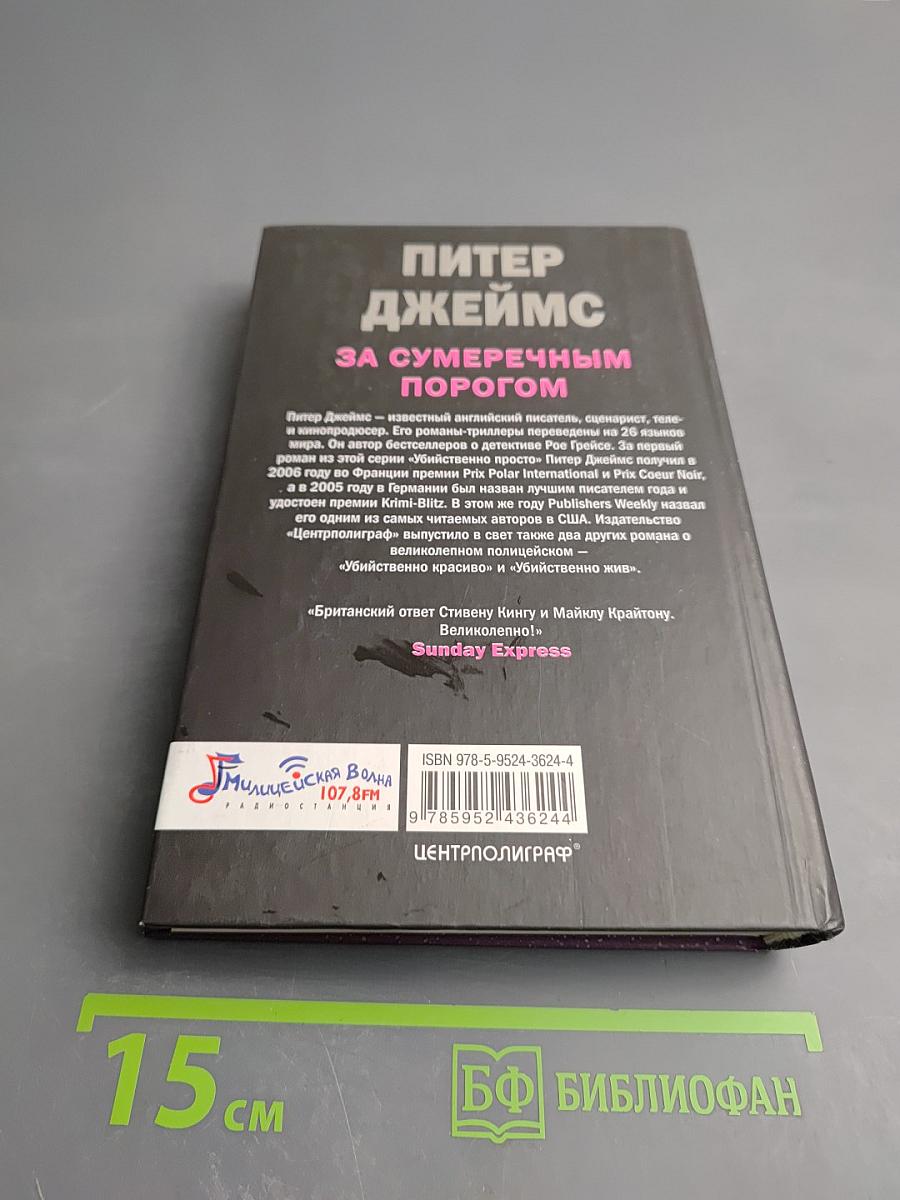 ПИТЕР
ДЖЕЙМС
ЗА СУМЕРЕЧНЫМ
ПОРОГОМ
Питер Джеймс — известный английский писатель, сценарист, теле-
и кинопродюсер. Его романы-триллеры переведены на 26 языков
мира. Он автор бестселлеров о детективе Рое Грейсе. За первый
роман из этой серии «Убийственно просто» Питер Джеймс получил в
2006 году во Франции премии Prix Polar International и Prix Coeur Noir,
а в 2005 году в Германии был назван лучшим писателем года и
удостоен премии Krimi-Blitz. В этом же году Publishers Weekly назвал
его одним из самых читаемых авторов в США. Издательство
«Центрполиграф» выпустило в свет также два других романа о
великолепном полицейском —
«Убийственно красиво» и «Убийственно жив».
«Британский ответ Стивену Кингу и Майклу Крайтону.
Великолепно!»
Sunday Express
Милицейская Волна
107,8FM
РАДИОСТАНЦИЯ
ISBN 978-5-9524-3624-4
9 785952 436244
ЦЕНТРПОЛИГРАФ®
15 см
БФ БИБЛИОФАН